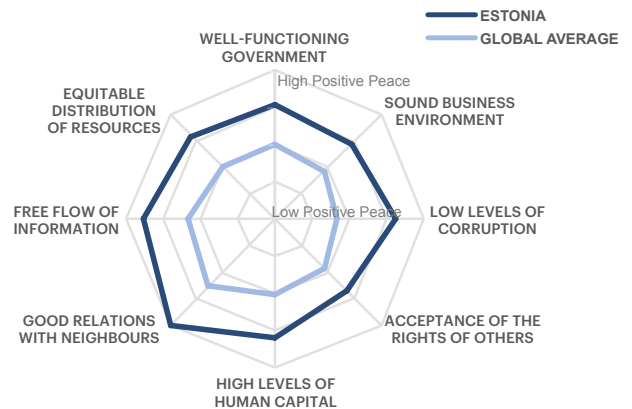 ESTONIA
GLOBAL AVERAGE
WELL-FUNCTIONING
GOVERNMENT
High Positive Peace
SOUND BUSINESS
ENVIRONMENT
EQUITABLE
DISTRIBUTION
OF RESOURCES
FREE FLOW OF
INFORMATION
Low Positive Peace
LOW LEVELS OF
CORRUPTION
GOOD RELATIONS
WITH NEIGHBOURS
ACCEPTANCE OF THE
RIGHTS OF OTHERS
HIGH LEVELS OF
HUMAN CAPITAL